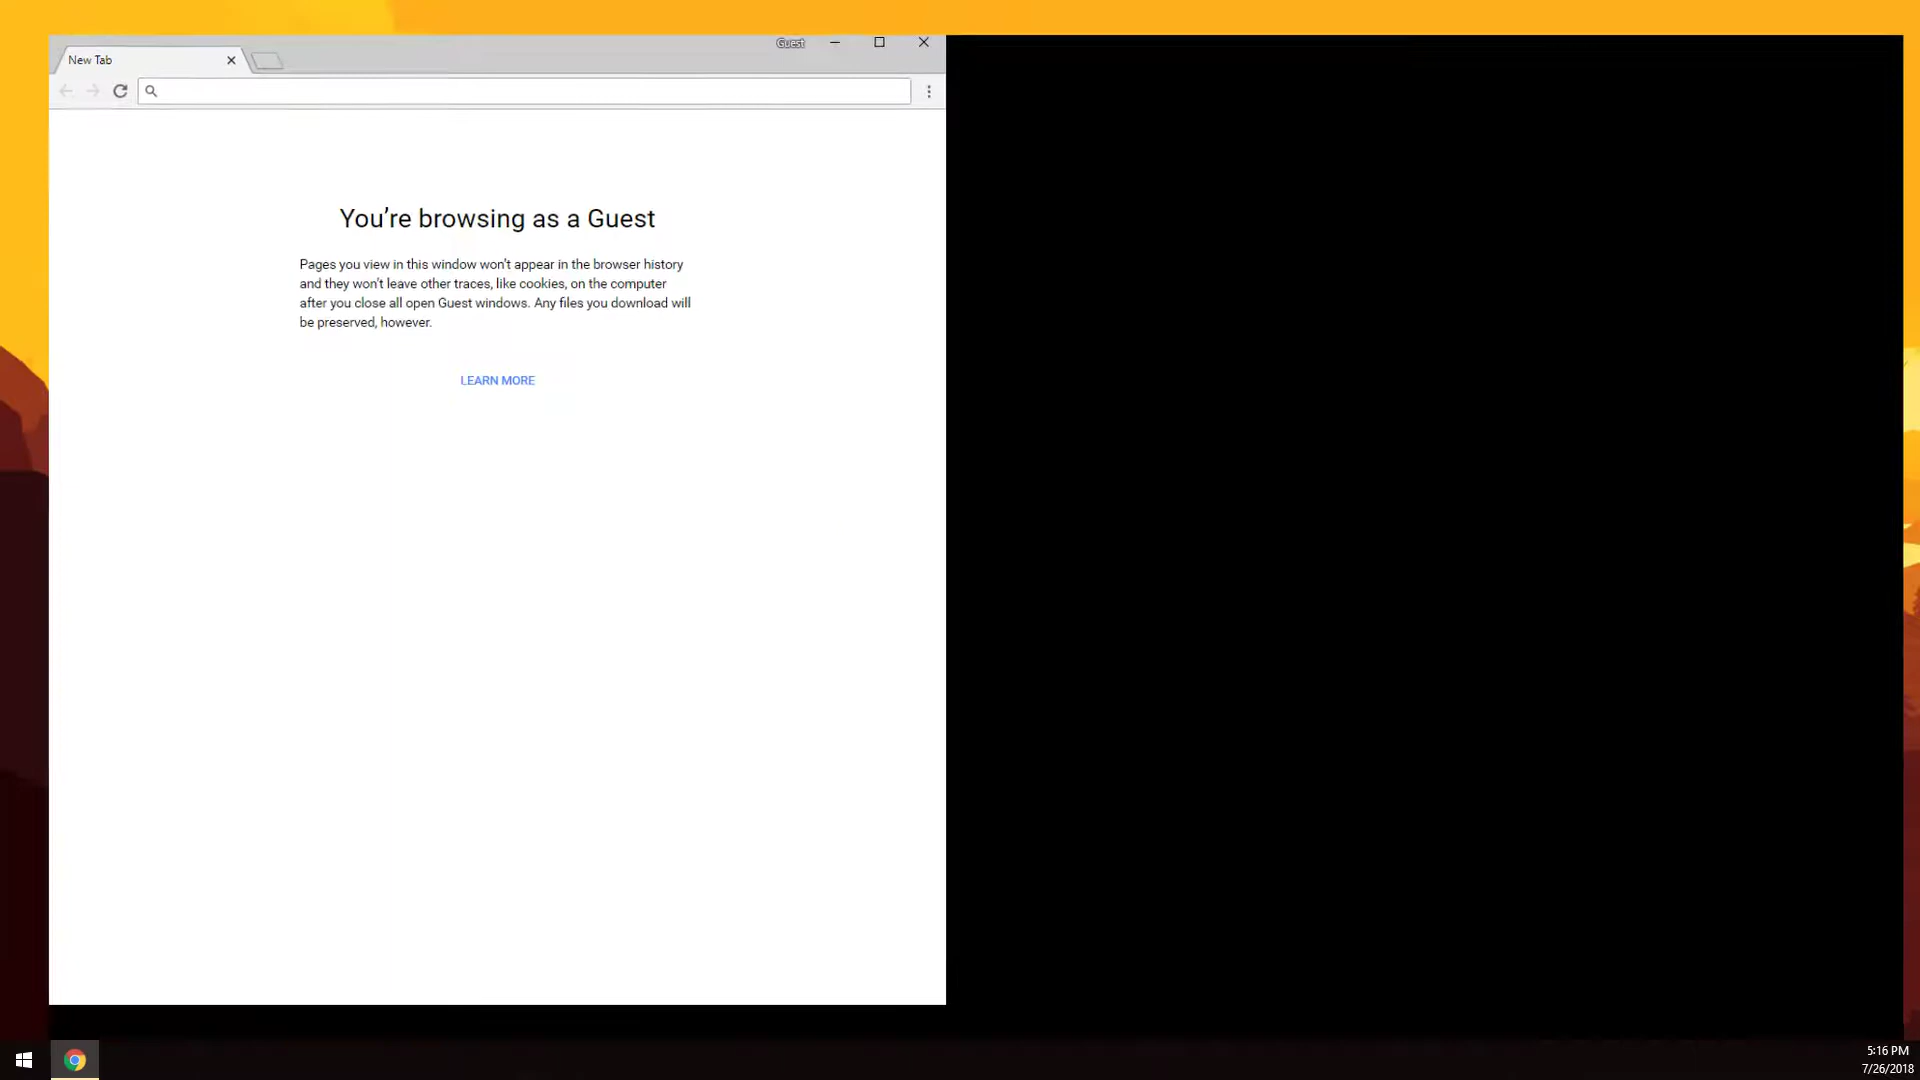 Guest
New Tab
You’re browsing as a Guest
Pages you view in this window won’t appear in the browser history
and they won’t leave other traces, like cookies, on the computer
after you close all open Guest windows. Any files you download will
be preserved, however.
LEARN MORE
5:16 PM
7/26/2018